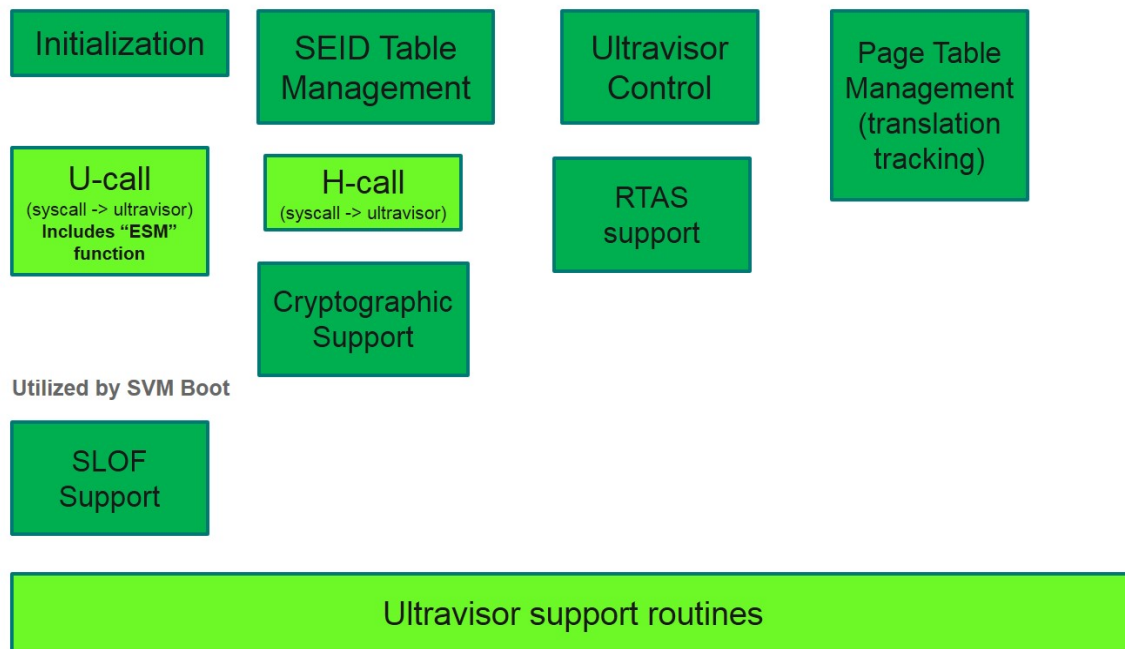 Initialization
SEID Table
Management
Ultravisor
Control
Page Table
Management
(translation
tracking)
U-call
(syscall -> ultravisor)
Includes “ESM”
function
H-call
(syscall -> ultravisor)
RTAS
support
Cryptographic
Support
Utilized by SVM Boot
SLOF
Support
Ultravisor support routines